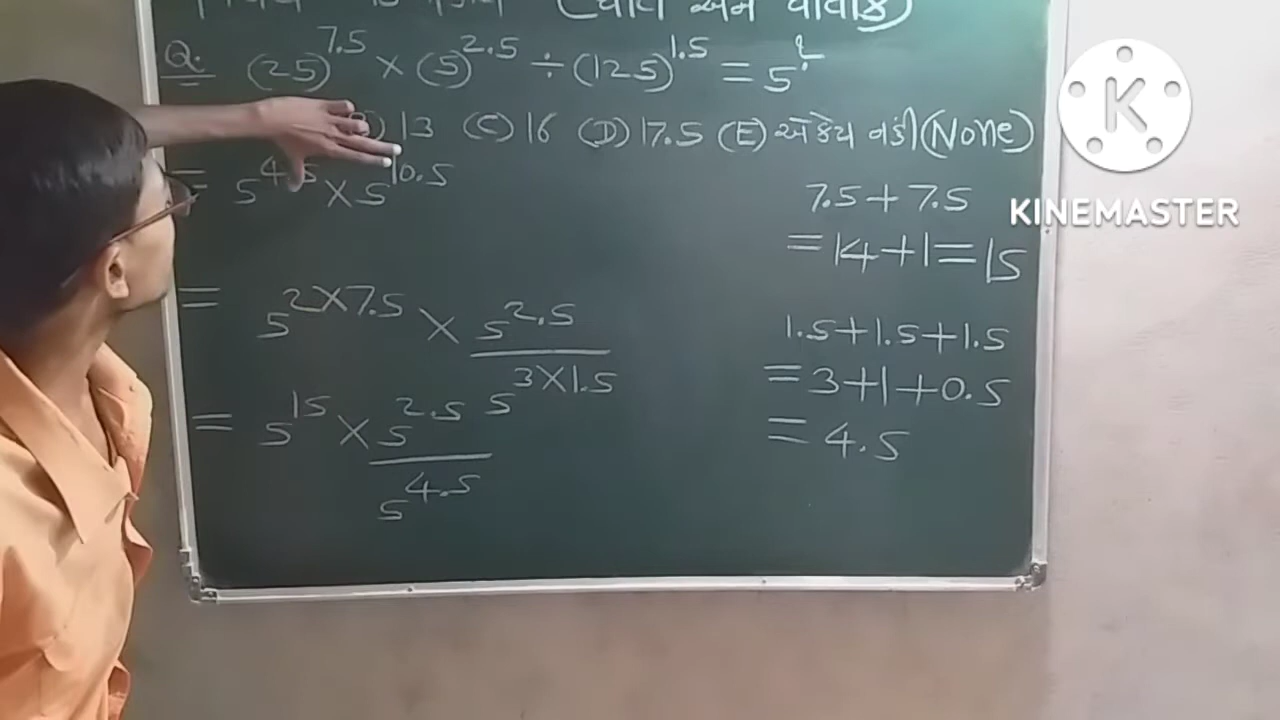 (ઘાત અને ઘાતાંક)
Q. (25)^7.5 × (5)^2.5 ÷ (125)^1.5 = 5^?
B) 13 (C) 16 (D) 17.5 (E) (None)
= 5^4.5 × 5^10.5
= 5^2×7.5 × 5^2.5 / 5^3×1.5
= 5^15 × 5^2.5 / 5^4.5
7.5+7.5
=14+1=15
1.5+1.5+1.5
=3+1+0.5
=4.5
K
KINEMASTER